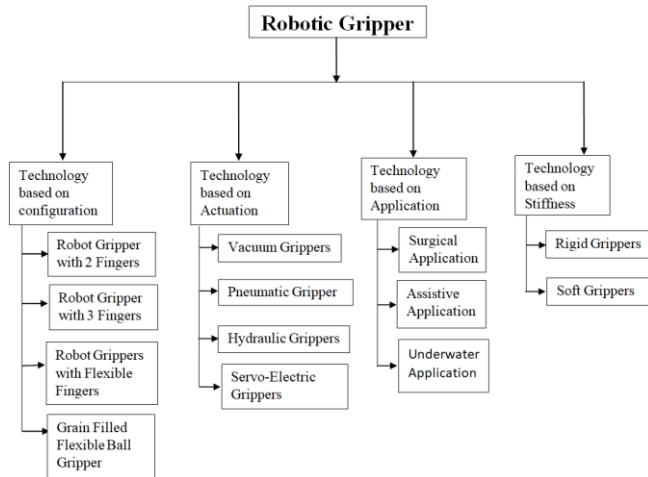 Robotic Gripper
Technology
based on
configuration
Robot Gripper
with 2 Fingers
Robot Gripper
with 3 Fingers
Robot Grippers
with Flexible
Fingers
Grain Filled
Flexible Ball
Gripper
Technology
based on
Actuation
Vacuum Grippers
Pneumatic Gripper
Hydraulic Grippers
Servo-Electric
Grippers
Technology
based on
Application
Surgical
Application
Assistive
Application
Underwater
Application
Technology
based on
Stiffness
Rigid Grippers
Soft Grippers